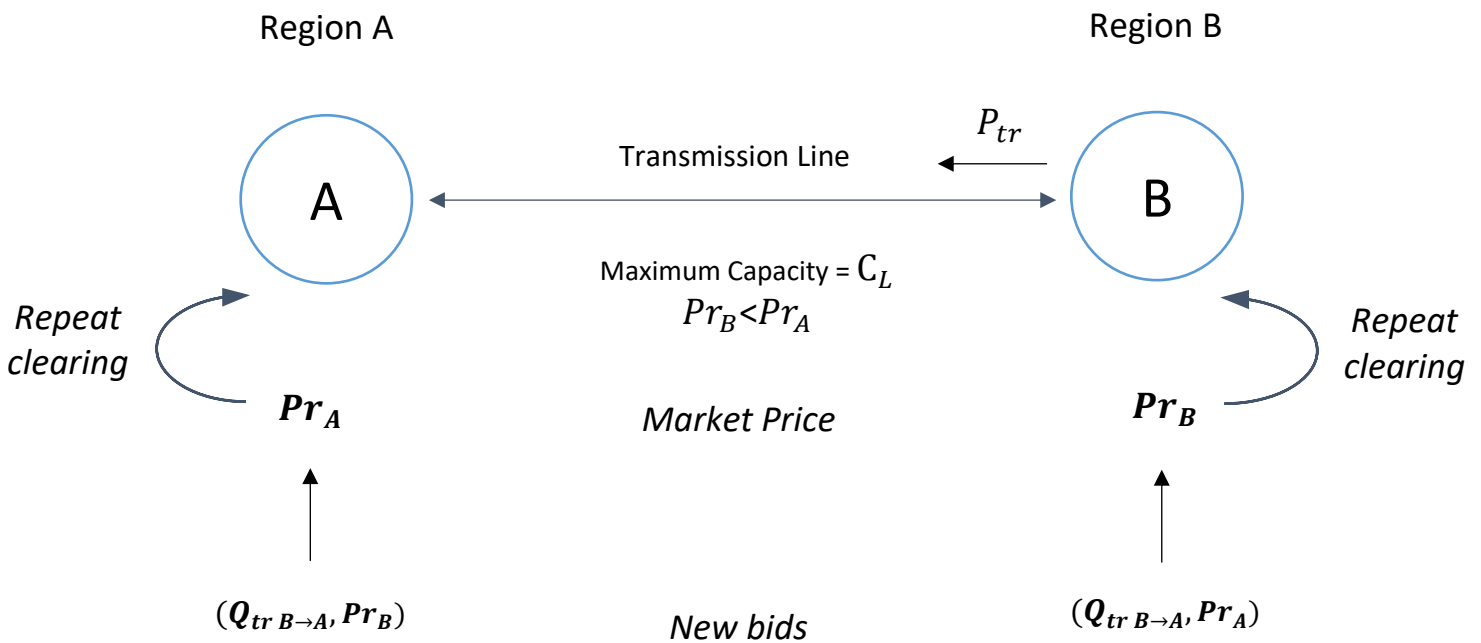 Region A
Region B
P_tr
Transmission Line
A
B
Maximum Capacity = C_L
Pr_B<Pr_A
Repeat
clearing
Repeat
clearing
Pr_A
Market Price
Pr_B
(Q_tr B→A, Pr_B)
New bids
(Q_tr B→A, Pr_A)